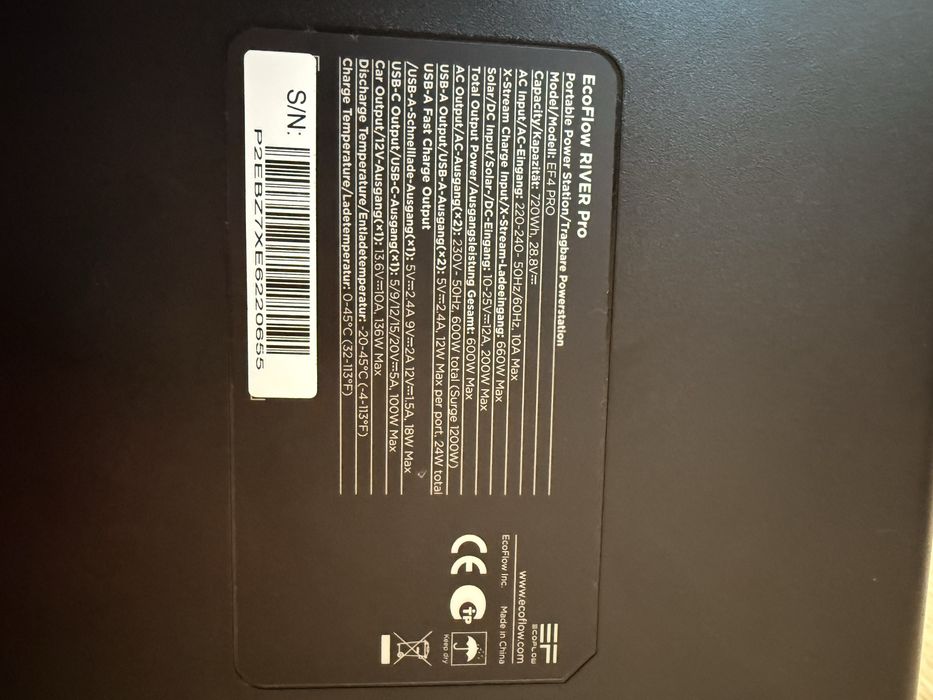 EcoFlow RIVER Pro
Portable Power Station/Tragbare Powerstation
Model/Modell: EF4 PRO
Capacity/Kapazität: 720Wh, 28.8V⎓
AC Input/AC-Eingang: 220-240~ 50Hz/60Hz, 10A Max
X-Stream Charge Input/X-Stream-Ladeeingang: 660W Max
Solar/DC Input/Solar-/DC-Eingang: 10-25V⎓12A, 200W Max
Total Output Power/Ausgangsleistung Gesamt: 600W Max
AC Output/AC-Ausgang(×2): 230V~ 50Hz, 600W total (Surge 1200W)
USB-A Output/USB-A-Ausgang(×2): 5V⎓2.4A, 12W Max per port, 24W total
USB-A Fast Charge Output
/USB-A-Schnelllade-Ausgang(×1): 5V⎓2.4A 9V⎓2A 12V⎓1.5A, 18W Max
USB-C Output/USB-C-Ausgang(×1): 5/9/12/15/20V⎓5A, 100W Max
Car Output/12V-Ausgang(×1): 13.6V⎓10A, 136W Max
Discharge Temperature/Entladetemperatur: -20-45°C (-4-113°F)
Charge Temperature/Ladetemperatur: 0-45°C (32-113°F)
S/N:
P2EBZ7XE6220655
EF
ECOFLOW
www.ecoflow.com
EcoFlow Inc. Made in China
CE
Keep dry